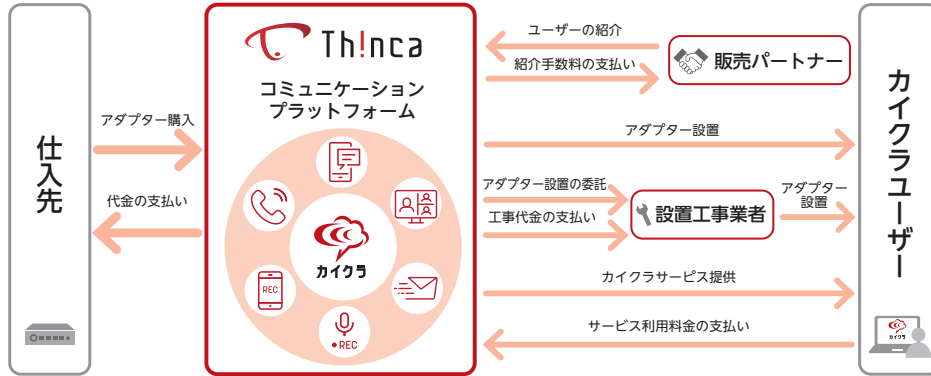 仕入先
アダプター購入
代金の支払い
Th!nca
コミュニケーション
プラットフォーム
カイクラ
REC
●REC
ユーザーの紹介
紹介手数料の支払い
販売パートナー
アダプター設置
アダプター設置の委託
工事代金の支払い
設置工事業者
アダプター
設置
カイクラサービス提供
サービス利用料金の支払い
カイクラユーザー
カイクラ